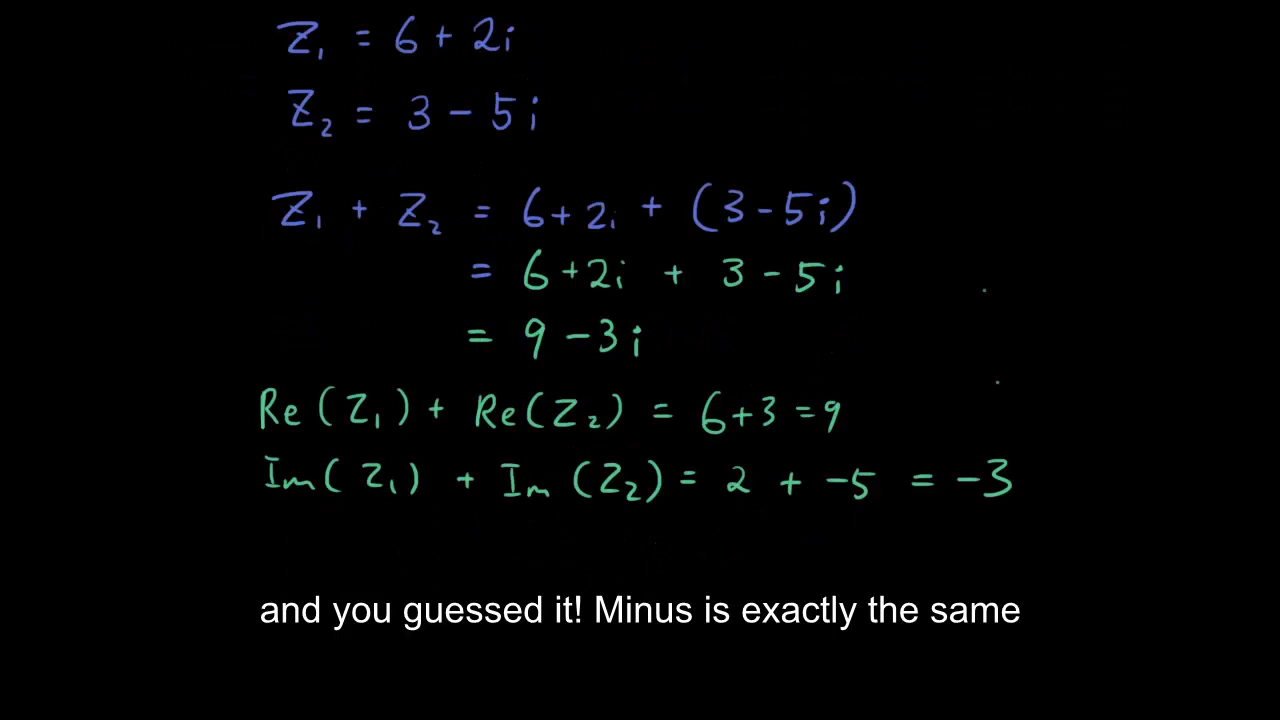 Z₁ = 6 + 2i
Z₂ = 3 - 5i
Z₁ + Z₂ = 6 + 2i + (3 - 5i)
= 6 + 2i + 3 - 5i
= 9 - 3i
Re(Z₁) + Re(Z₂) = 6 + 3 = 9
Im(Z₁) + Im(Z₂) = 2 + -5 = -3
and you guessed it! Minus is exactly the same